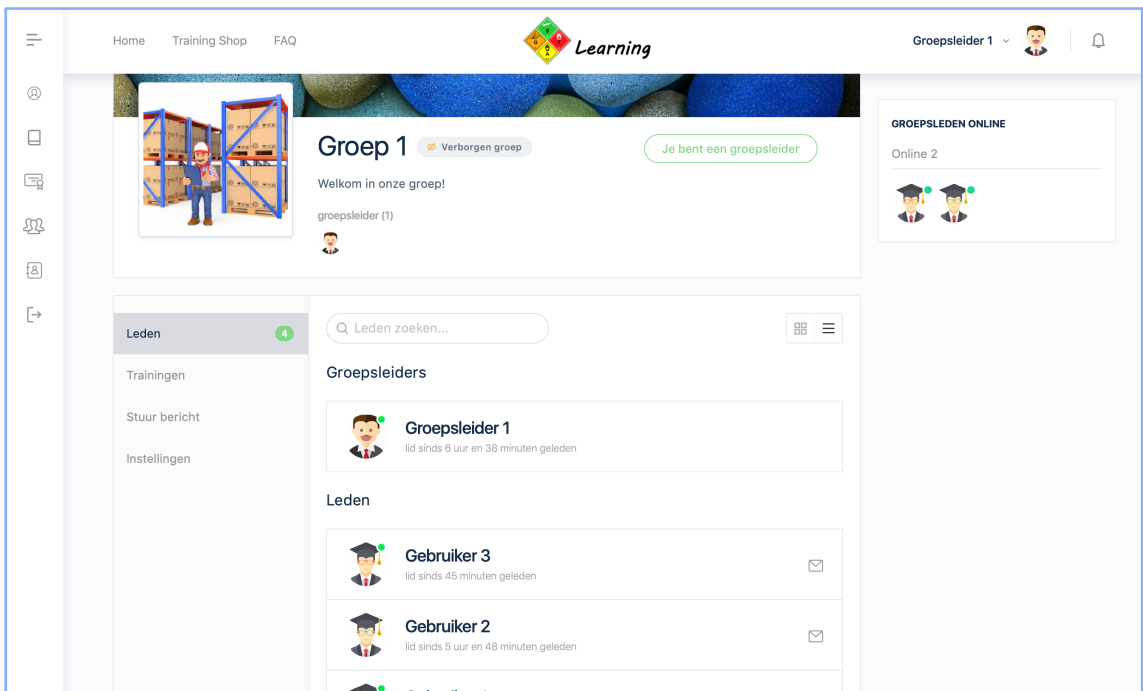 Home Training Shop FAQ
Learning
Groepsleider 1
Groep 1
Verborgen groep
Je bent een groepsleider
Welkom in onze groep!
groepsleider (1)
GROEPSLEDEN ONLINE
Online 2
Leden 4
Trainingen
Stuur bericht
Instellingen
Leden zoeken...
Groepsleiders
Groepsleider 1
lid sinds 6 uur en 38 minuten geleden
Leden
Gebruiker 3
lid sinds 45 minuten geleden
Gebruiker 2
lid sinds 5 uur en 48 minuten geleden